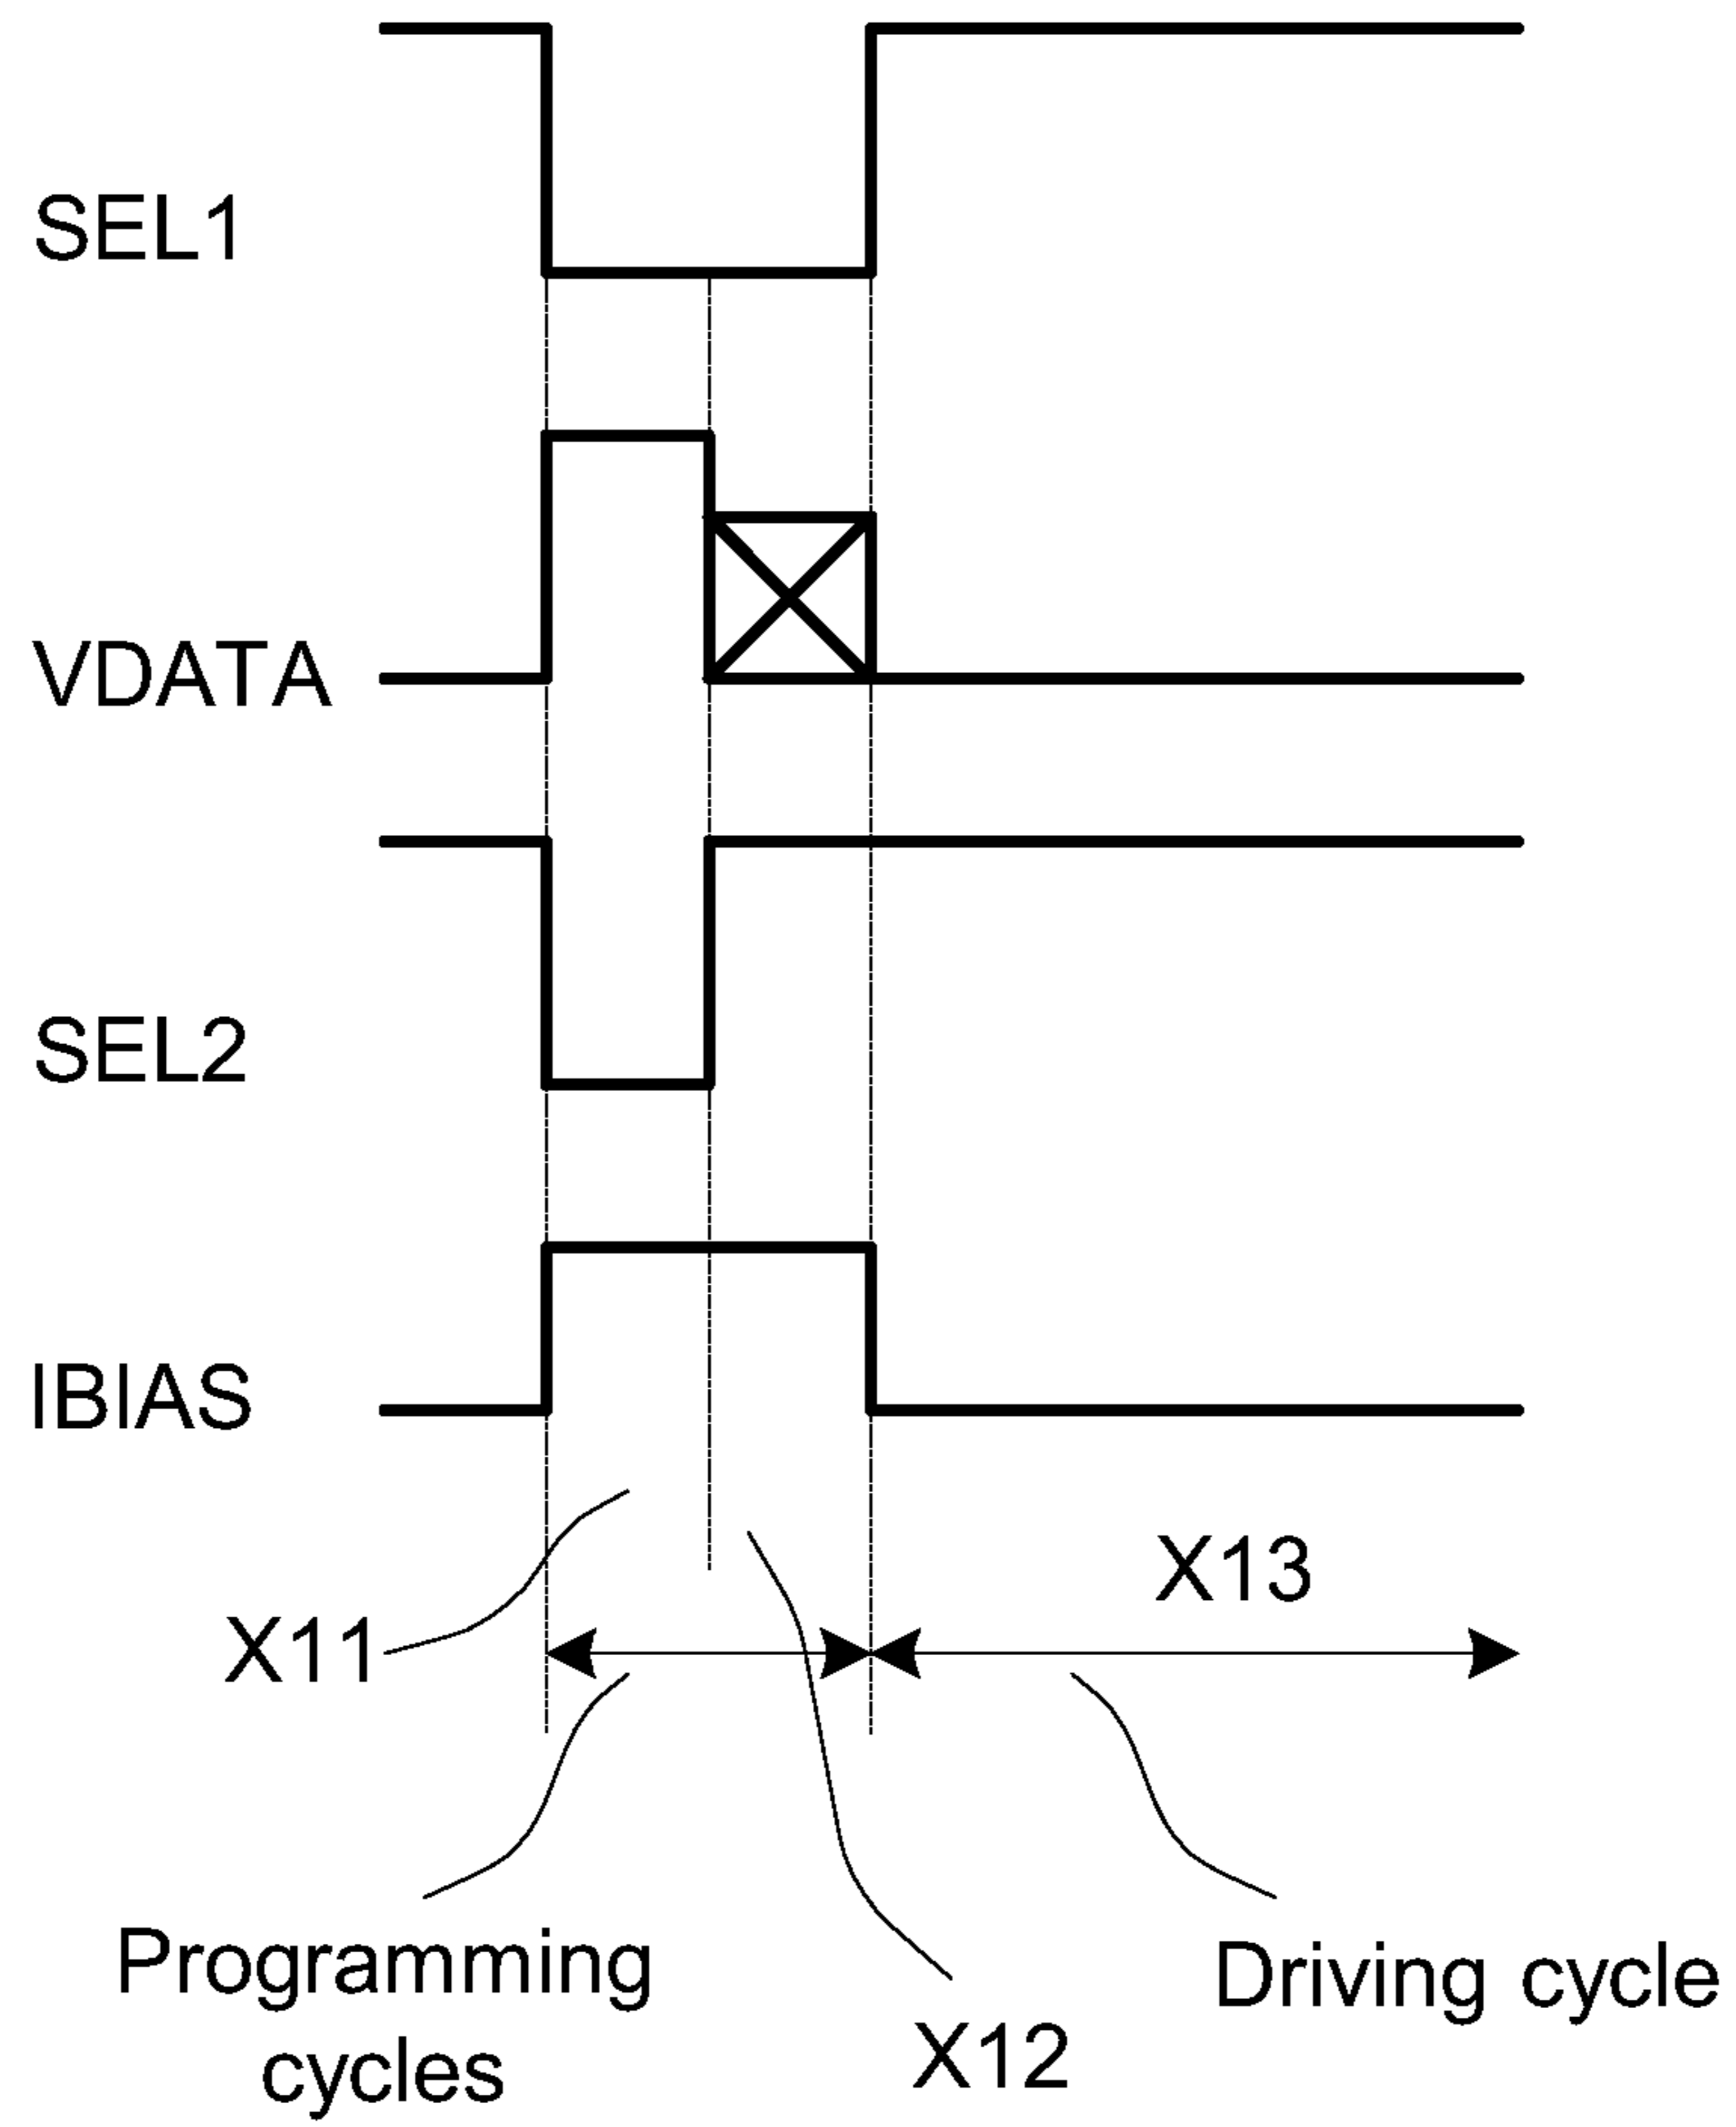 SEL1
VDATA
SEL2
IBIAS
X13
X11
Programming
cycles
Driving cycle
X12